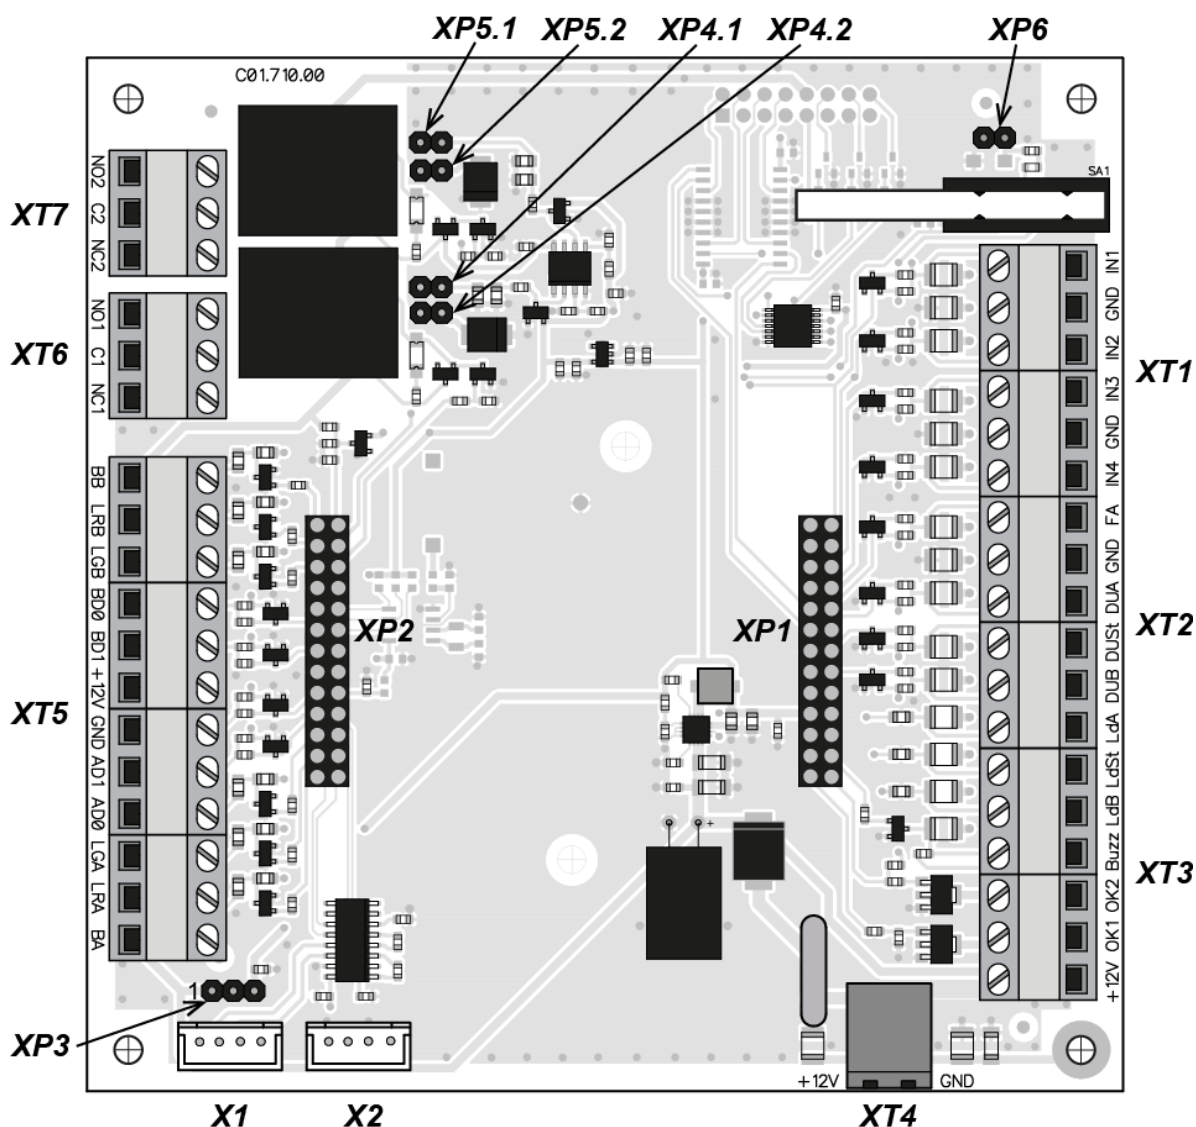 XP5.1 XP5.2 XP4.1 XP4.2 XP6
C01.710.00
SA1
XT7
NO2
C2
NC2
XT6
NO1
C1
NC1
XT5
BB
LRB
LGB
BD0
BD1
+12V
GND
AD1
AD0
LGA
LRA
BA
XP2
XP1
+
XT1
IN1
GND
IN2
IN3
GND
IN4
XT2
FA
GND
DUA
DUSt
DUB
LdA
XT3
LdSt
LdB
Buzz
OK2
OK1
+12V
1
XP3
+12V GND
X1 X2 XT4